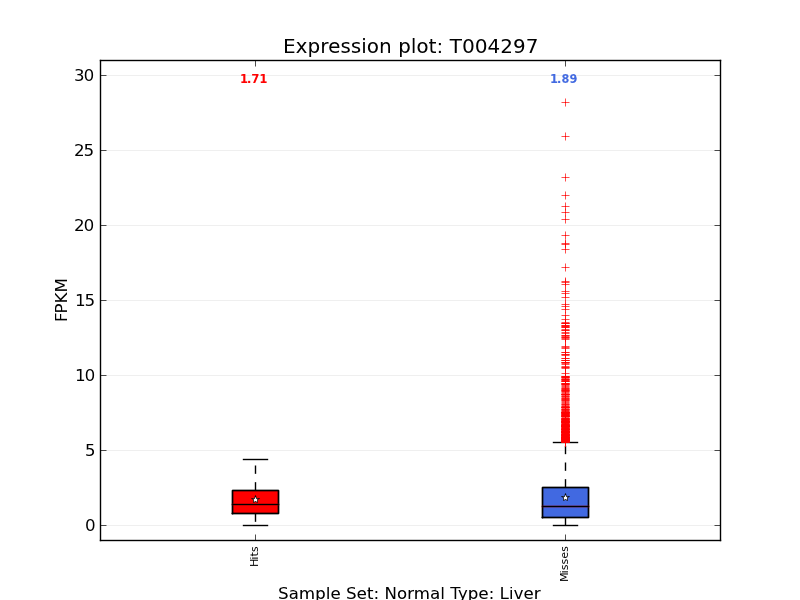 Expression plot: T004297
30
1.71
1.89
25
20
15
10
5
0
FPKM
Hits
Misses
Sample Set: Normal Type: Liver